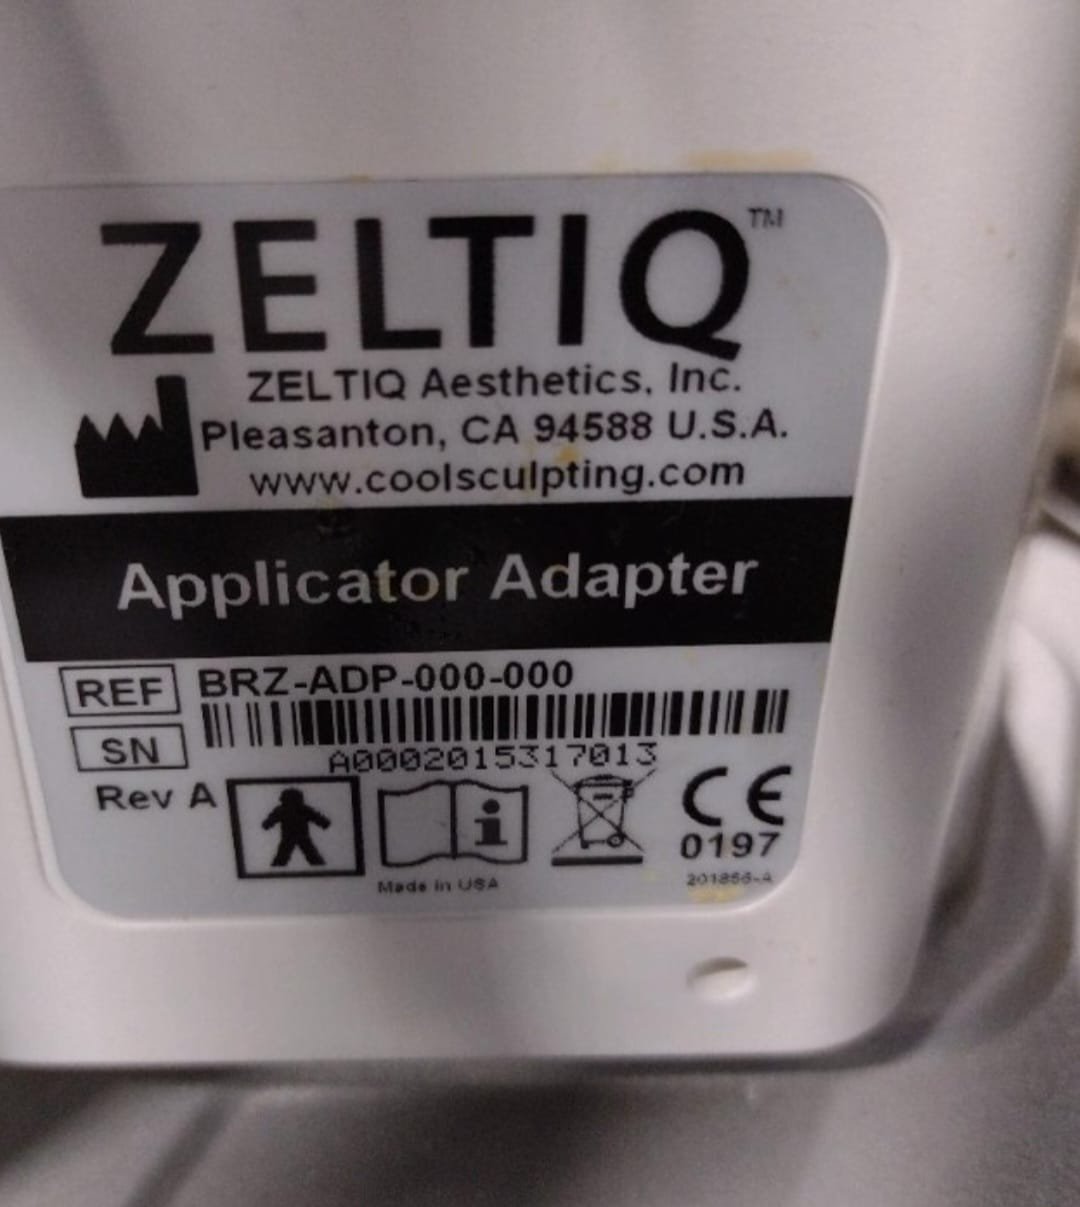 ZELTIQ™
ZELTIQ Aesthetics, Inc.
Pleasanton, CA 94588 U.S.A.
www.coolsculpting.com
Applicator Adapter
REF BRZ-ADP-000-000
SN
A0002015317013
Rev A
CE
0197
Made in USA
201856-A